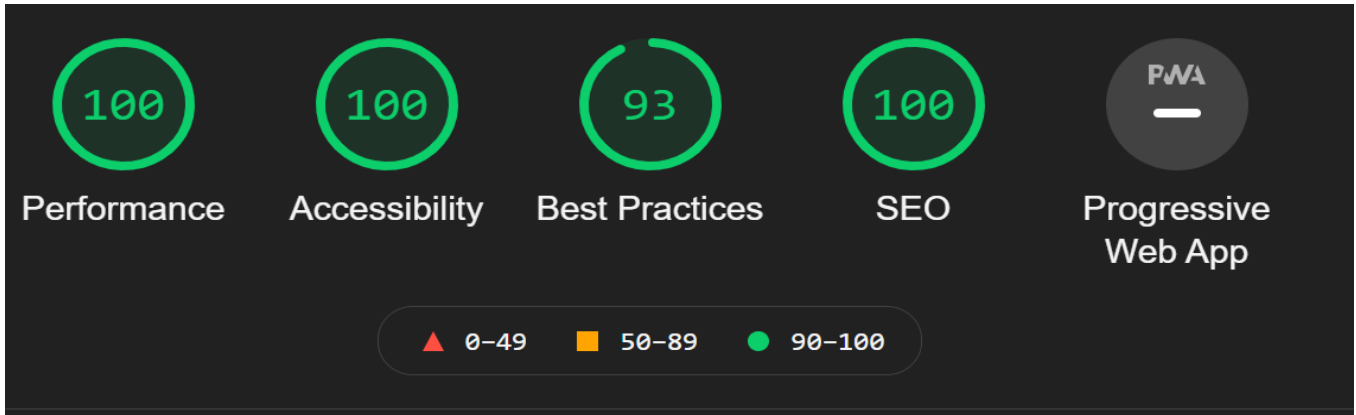 100
100
93
100
PWA
Performance
Accessibility
Best Practices
SEO
Progressive
Web App
0–49
50–89
90–100